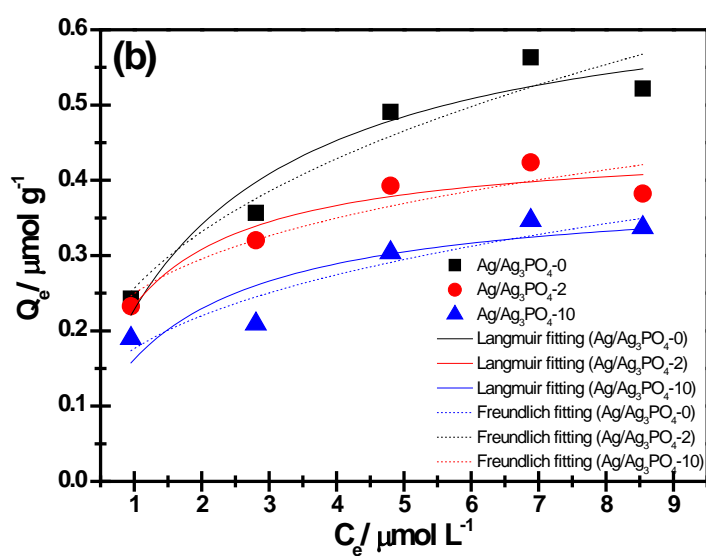 (b)
0.6
0.5
0.4
0.3
0.2
0.1
0.0
Qe/ μmol g-1
Ag/Ag3PO4-0
Ag/Ag3PO4-2
Ag/Ag3PO4-10
Langmuir fitting (Ag/Ag3PO4-0)
Langmuir fitting (Ag/Ag3PO4-2)
Langmuir fitting (Ag/Ag3PO4-10)
Freundlich fitting (Ag/Ag3PO4-0)
Freundlich fitting (Ag/Ag3PO4-2)
Freundlich fitting (Ag/Ag3PO4-10)
1 2 3 4 5 6 7 8 9
Ce/ μmol L-1